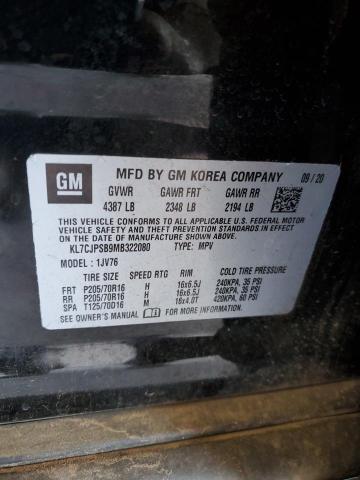 GM
MFD BY GM KOREA COMPANY 09/20
GVWR GAWR FRT GAWR RR
4387 LB 2348 LB 2194 LB
THIS VEHICLE CONFORMS TO ALL APPLICABLE U.S. FEDERAL MOTOR
VEHICLE SAFETY AND THEFT PREVENTION STANDARDS IN EFFECT
ON THE DATE OF MANUFACTURE SHOWN ABOVE.
KL7CJPSB9MB322080 TYPE: MPV
MODEL: 1JV76
TIRE SIZE SPEED RTG RIM COLD TIRE PRESSURE
FRT P205/70R16 H 16x6.5J 240KPA, 35 PSI
RR P205/70R16 H 16x6.5J 240KPA, 35 PSI
SPA T125/70D16 M 16x4.0T 420KPA, 60 PSI
SEE OWNER'S MANUAL FOR MORE INFORMATION.